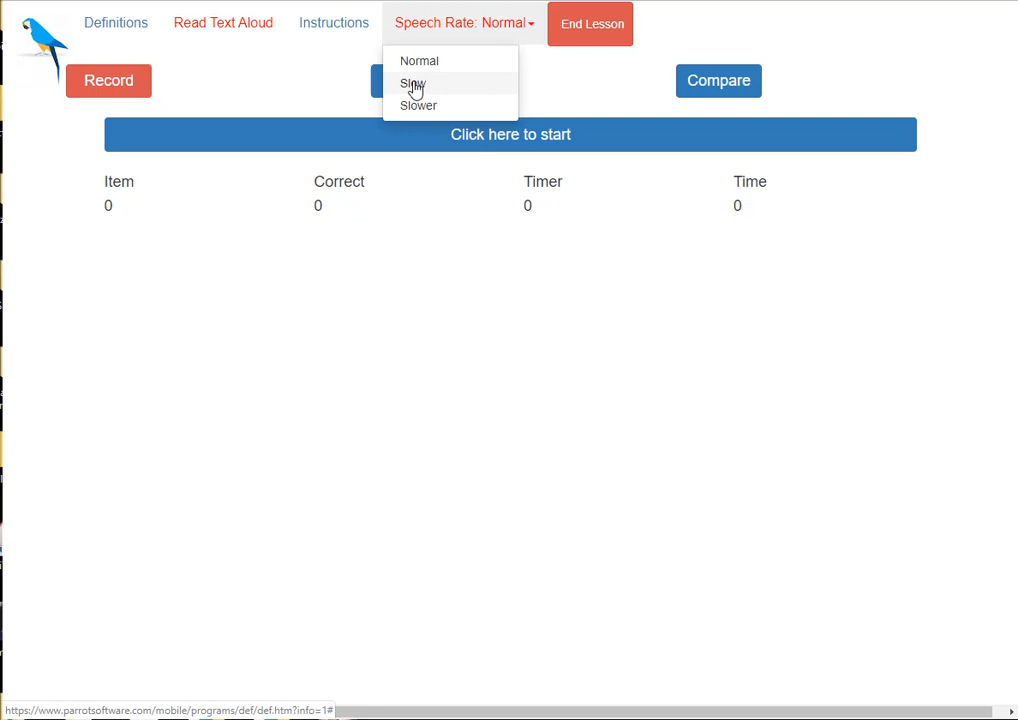 Definitions
Read Text Aloud
Instructions
Speech Rate: Normal
End Lesson
Normal
Slow
Slower
Record
Compare
Click here to start
Item Correct Timer Time
0 0 0 0
https://www.parrotsoftware.com/mobile/programs/def/def.htm?info=1#